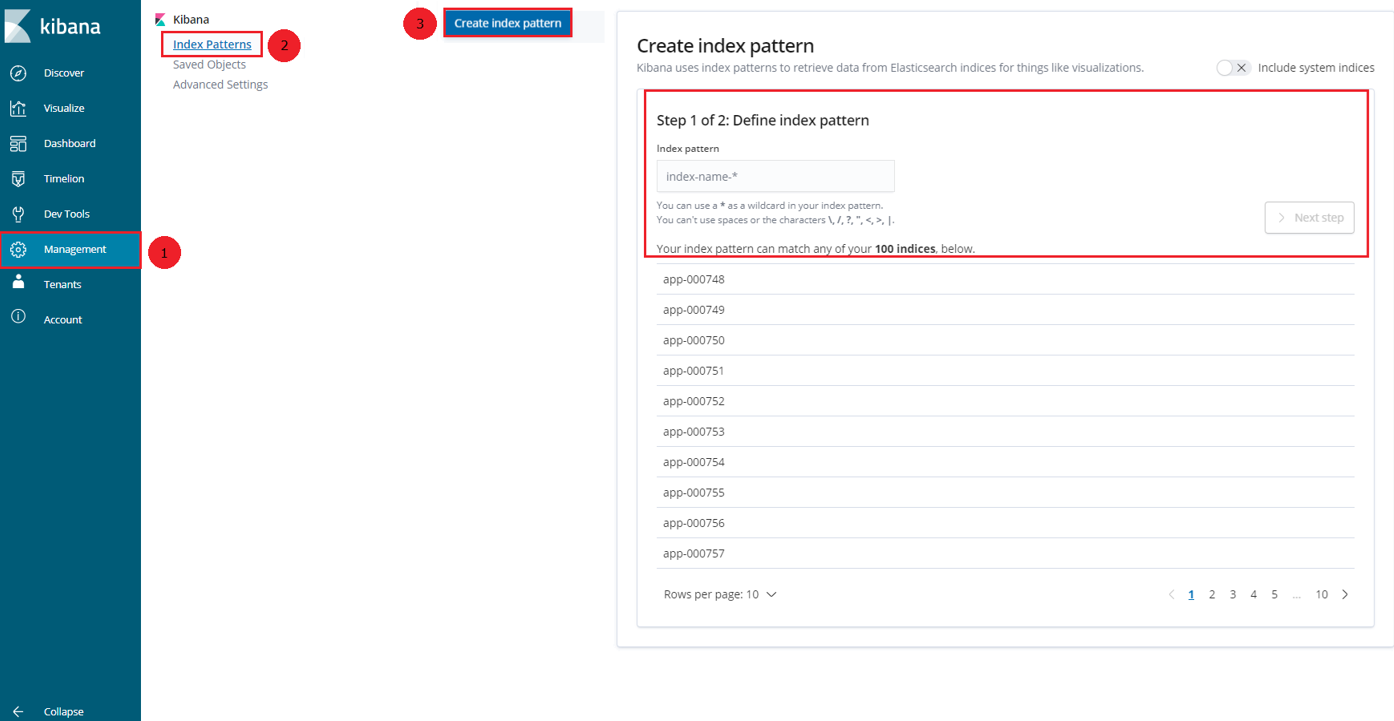 kibana
Discover
Visualize
Dashboard
Timelion
Dev Tools
Management
Tenants
Account
Collapse
1
Kibana
Index Patterns
2
Saved Objects
Advanced Settings
3
Create index pattern
Create index pattern
Kibana uses index patterns to retrieve data from Elasticsearch indices for things like visualizations.
Include system indices
Step 1 of 2: Define index pattern
Index pattern
index-name-*
You can use a * as a wildcard in your index pattern.
You can't use spaces or the characters \, /, ?, ", <, >, |.
Next step
Your index pattern can match any of your 100 indices, below.
app-000748
app-000749
app-000750
app-000751
app-000752
app-000753
app-000754
app-000755
app-000756
app-000757
Rows per page: 10
1 2 3 4 5 ... 10